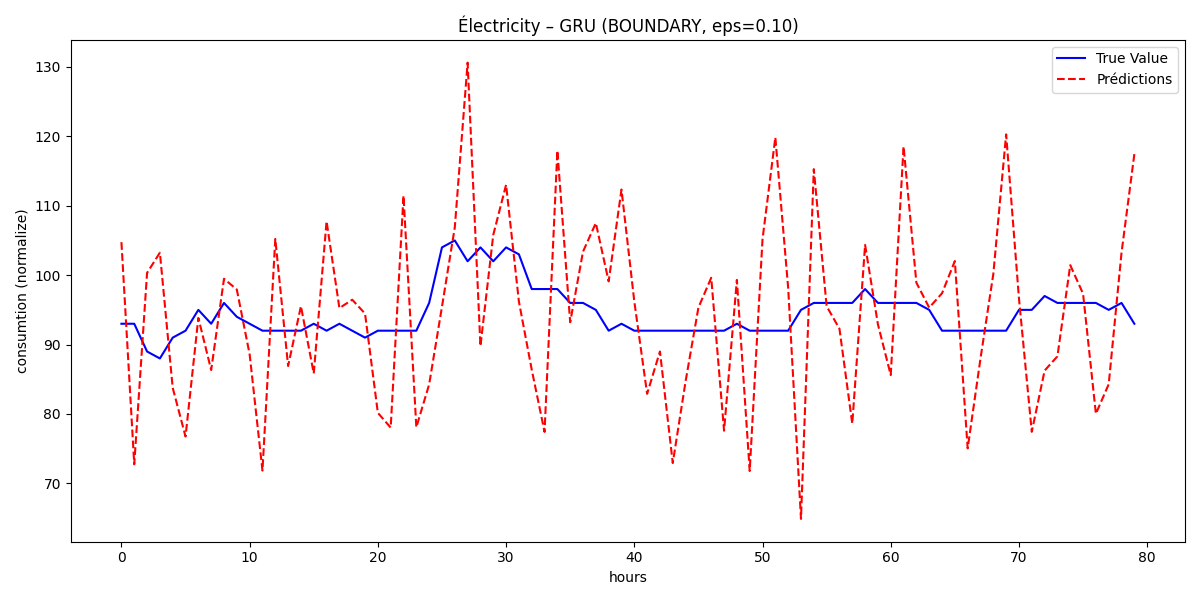 Électricity – GRU (BOUNDARY, eps=0.10)
True Value
Prédictions
consumtion (normalize)
130
120
110
100
90
80
70
0 10 20 30 40 50 60 70 80
hours